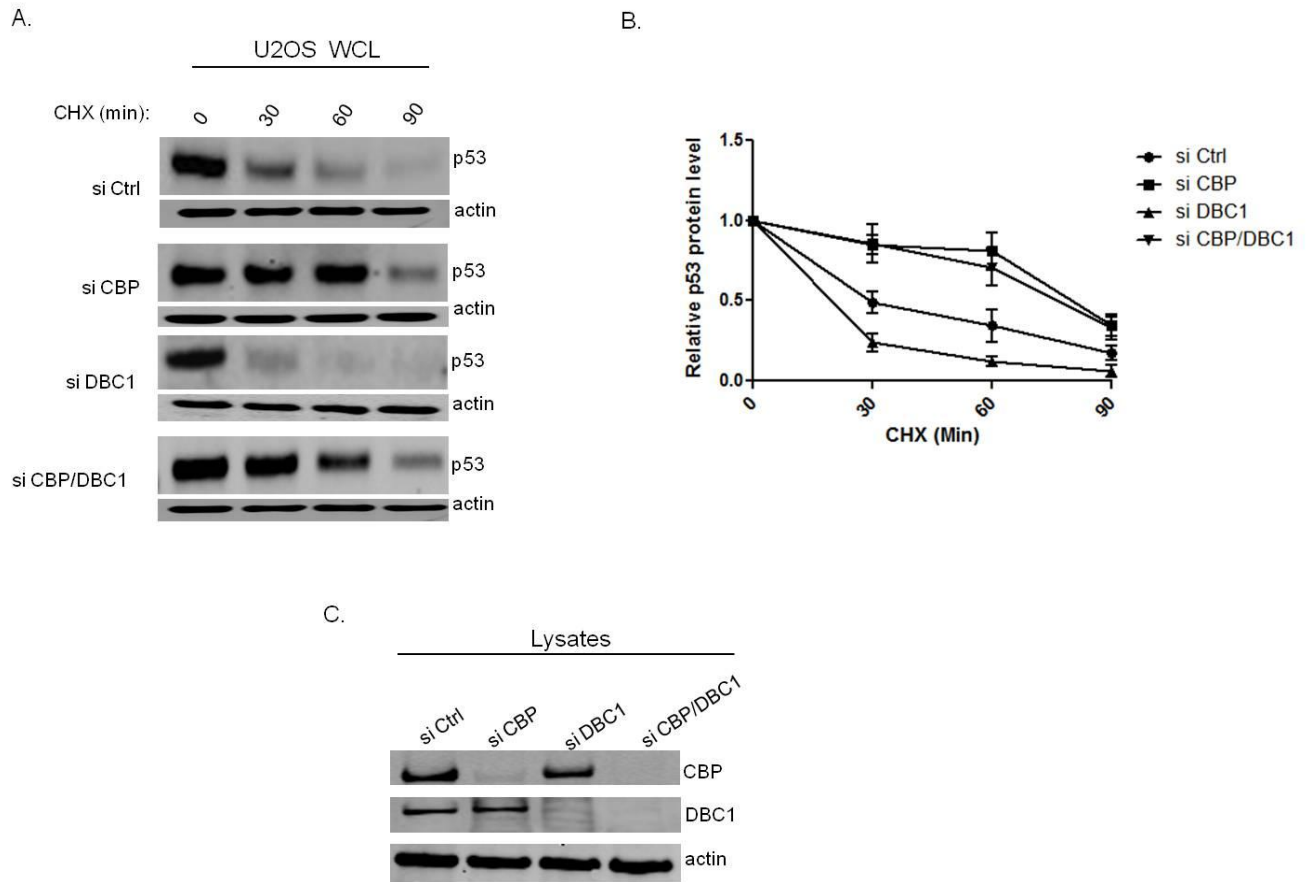 A.
U2OS WCL
CHX (min): 0 30 60 90
si Ctrl
p53
actin
si CBP
p53
actin
si DBC1
p53
actin
si CBP/DBC1
p53
actin
B.
1.5
1.0
0.5
0.0
Relative p53 protein level
0 30 60 90
CHX (Min)
si Ctrl
si CBP
si DBC1
si CBP/DBC1
C.
Lysates
si Ctrl si CBP si DBC1 si CBP/DBC1
CBP
DBC1
actin